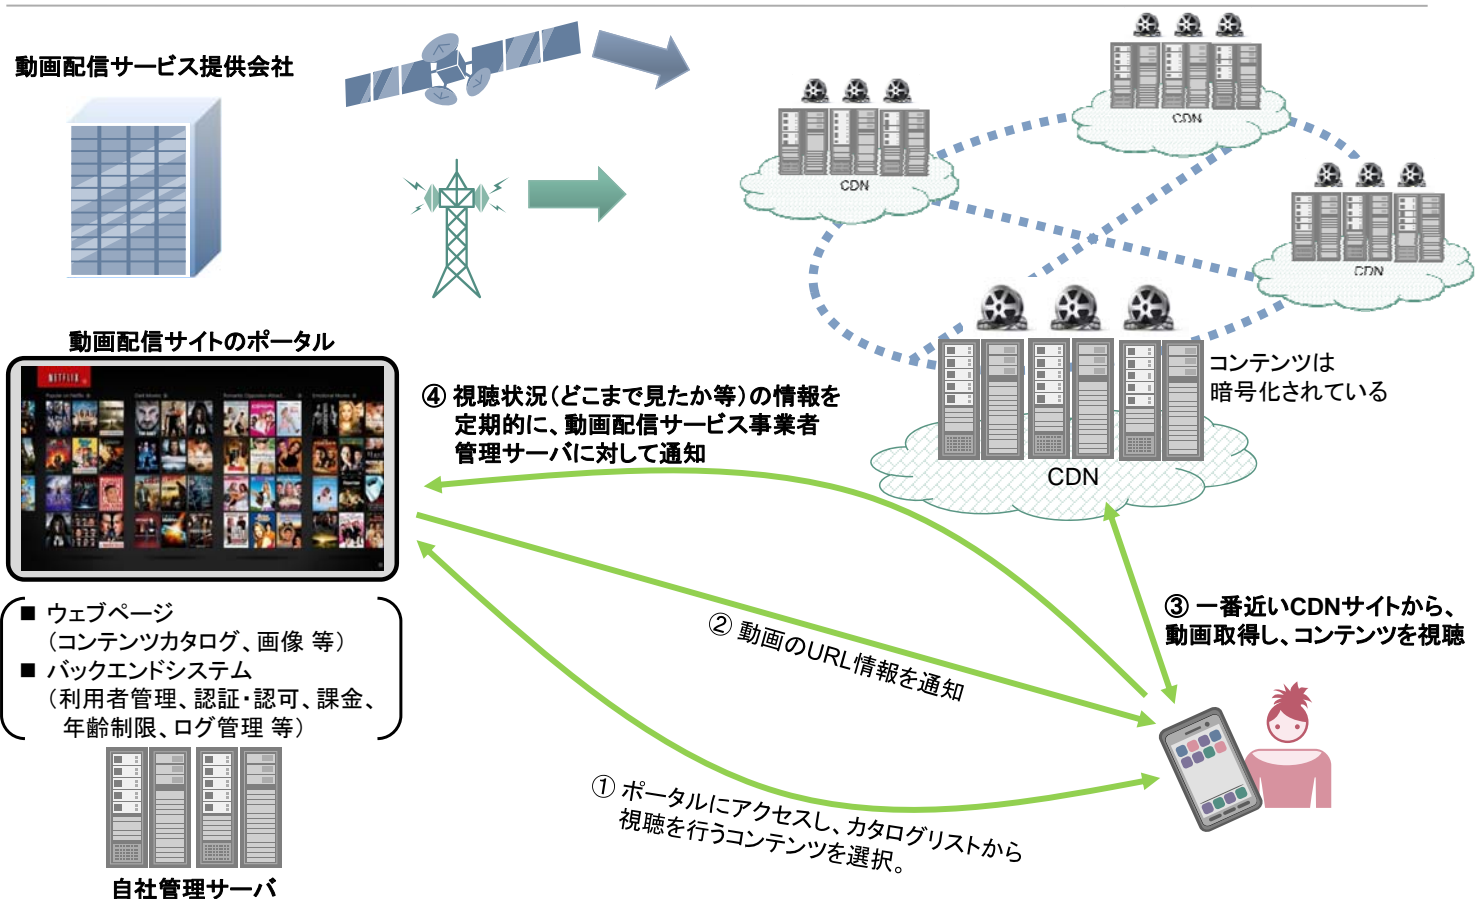 動画配信サービス提供会社
CDN
CDN
CDN
動画配信サイトのポータル
NETFLIX
コンテンツは
暗号化されている
④ 視聴状況（どこまで見たか等）の情報を
定期的に、動画配信サービス事業者
管理サーバに対して通知
CDN
■ ウェブページ
（コンテンツカタログ、画像 等）
■ バックエンドシステム
（利用者管理、認証・認可、課金、
年齢制限、ログ管理 等）
③ 一番近いCDNサイトから、
動画取得し、コンテンツを視聴
② 動画のURL情報を通知
① ポータルにアクセスし、カタログリストから
視聴を行うコンテンツを選択。
自社管理サーバ